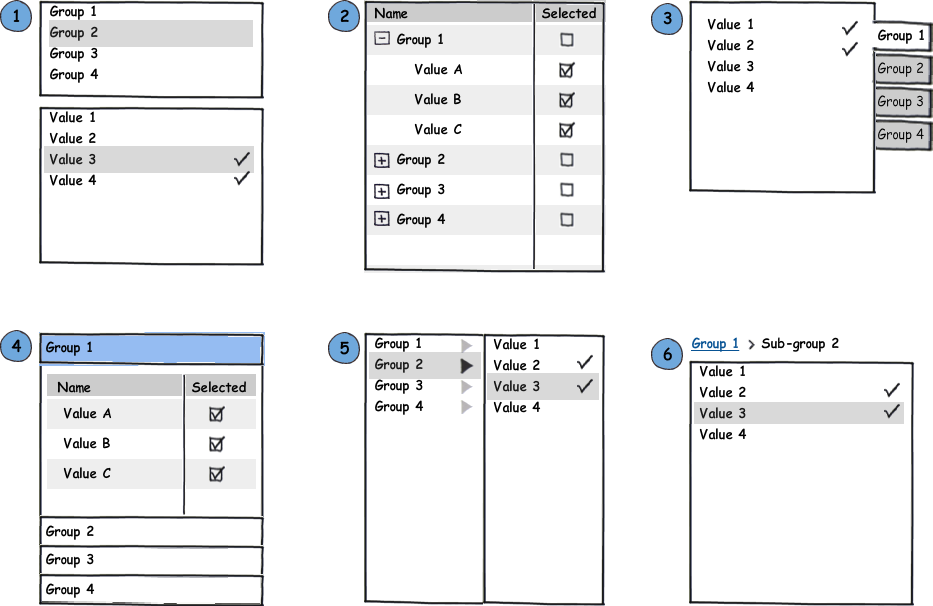 1
Group 1
Group 2
Group 3
Group 4
Value 1
Value 2
Value 3
Value 4
2
Name Selected
Group 1
Value A
Value B
Value C
Group 2
Group 3
Group 4
3
Value 1
Value 2
Value 3
Value 4
Group 1
Group 2
Group 3
Group 4
4
Group 1
Name Selected
Value A
Value B
Value C
Group 2
Group 3
Group 4
5
Group 1
Group 2
Group 3
Group 4
Value 1
Value 2
Value 3
Value 4
6
Group 1 > Sub-group 2
Value 1
Value 2
Value 3
Value 4